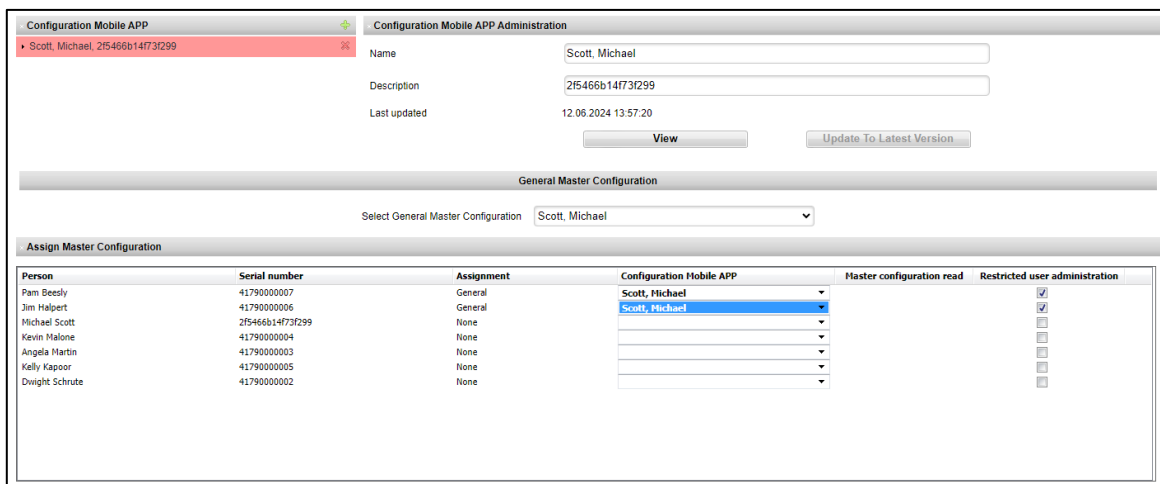 Configuration Mobile APP
Scott, Michael, 2f5466b14f73f299
Configuration Mobile APP Administration
Name Scott, Michael
Description 2f5466b14f73f299
Last updated 12.06.2024 13:57:20
View Update To Latest Version
General Master Configuration
Select General Master Configuration Scott, Michael
Assign Master Configuration
Person Serial number Assignment Configuration Mobile APP Master configuration read Restricted user administration
Pam Beesly 41790000007 General Scott, Michael
Jim Halpert 41790000006 General Scott, Michael
Michael Scott 2f5466b14f73f299 None
Kevin Malone 41790000004 None
Angela Martin 41790000003 None
Kelly Kapoor 41790000005 None
Dwight Schrute 41790000002 None